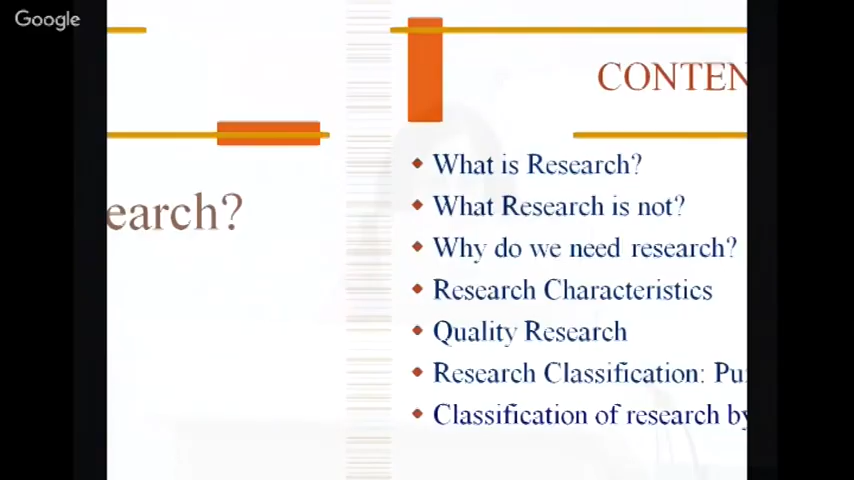 Google
earch?
CONTEN
What is Research?
What Research is not?
Why do we need research?
Research Characteristics
Quality Research
Research Classification: Pu
Classification of research by